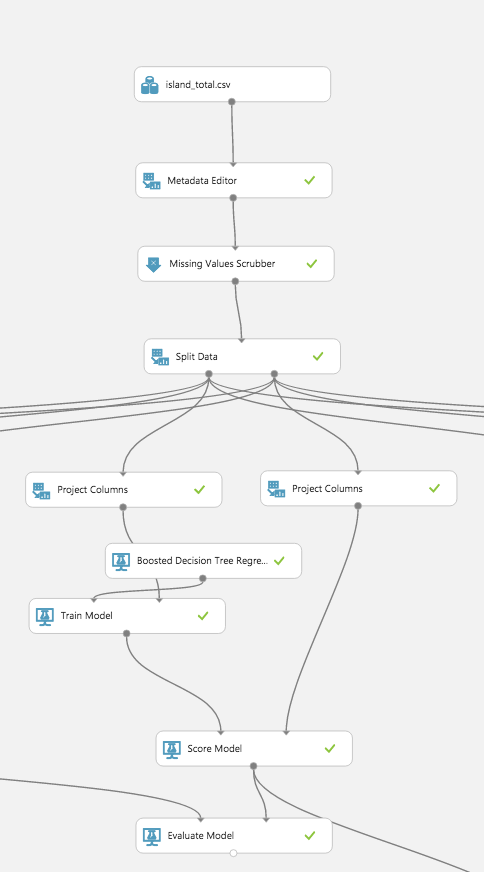 island_total.csv
Metadata Editor
Missing Values Scrubber
Split Data
Project Columns
Project Columns
Boosted Decision Tree Regre...
Train Model
Score Model
Evaluate Model